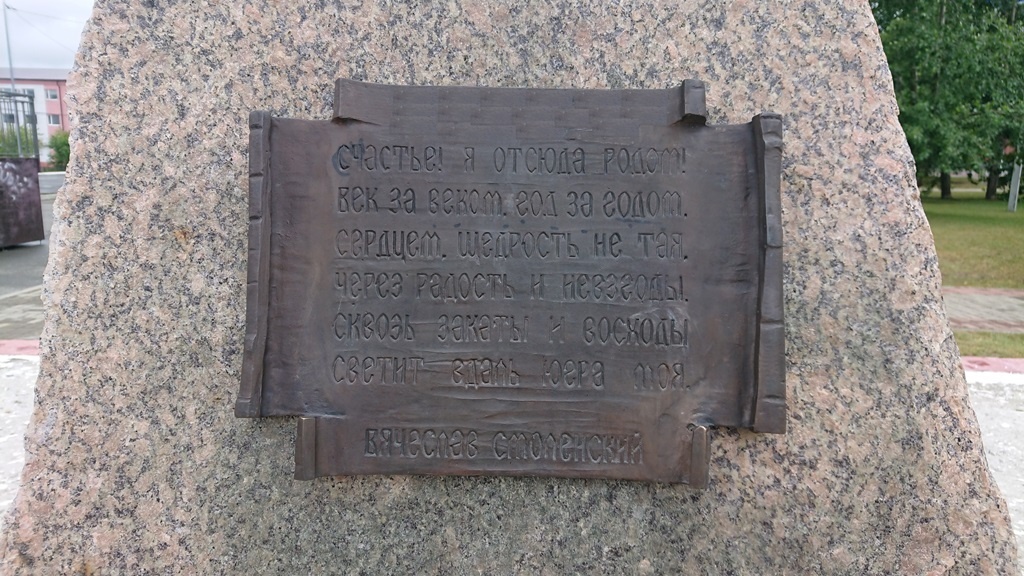 СЧАСТЬЕ! Я ОТСЮДА РОДОМ!
ВЕК ЗА ВЕКОМ, ГОД ЗА ГОДОМ,
СЕРДЦЕМ, ЩЕДРОСТЬ НЕ ТАЯ,
ЧЕРЕЗ РАДОСТЬ И НЕВЗГОДЫ,
СКВОЗЬ ЗАКАТЫ И ВОСХОДЫ
СВЕТИТ ВДАЛЬ ЮГРА МОЯ.
ВЯЧЕСЛАВ СМОЛЕНСКИЙ